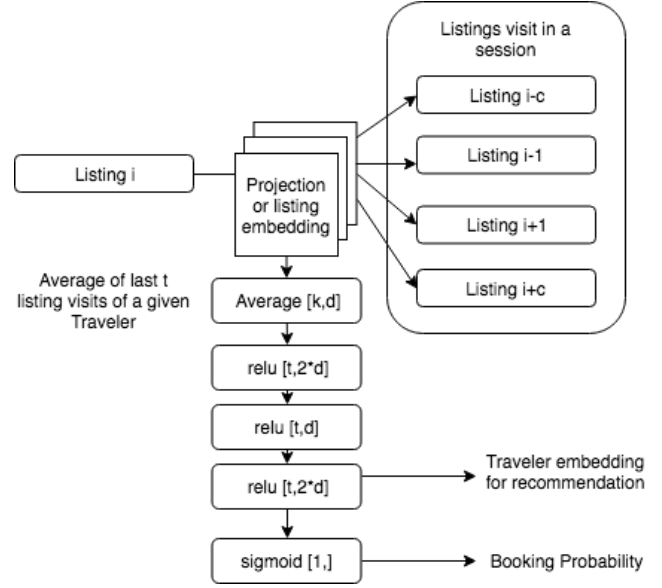 Listings visit in a
session
Listing i-c
Listing i-1
Listing i+1
Listing i+c
Listing i
Projection
or listing
embedding
Average of last t
listing visits of a given
Traveler
Average [k,d]
relu [t,2*d]
relu [t,d]
relu [t,2*d]
Traveler embedding
for recommendation
sigmoid [1,]
Booking Probability